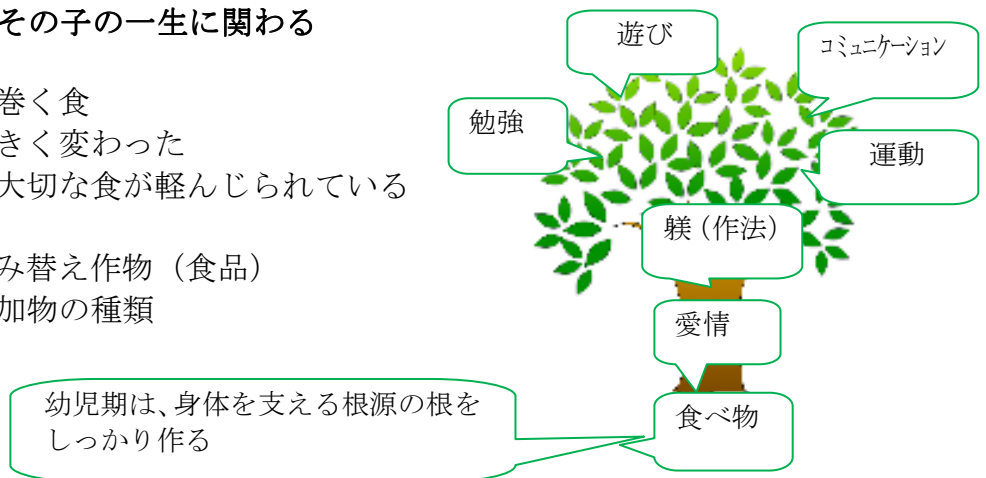 その子の一生に関わる
巻く食
きく変わった
大切な食が軽んじられている
み替え作物（食品）
加物の種類
遊び
コミュニケーション
勉強
運動
躾（作法）
愛情
食べ物
幼児期は、身体を支える根源の根を
しっかり作る